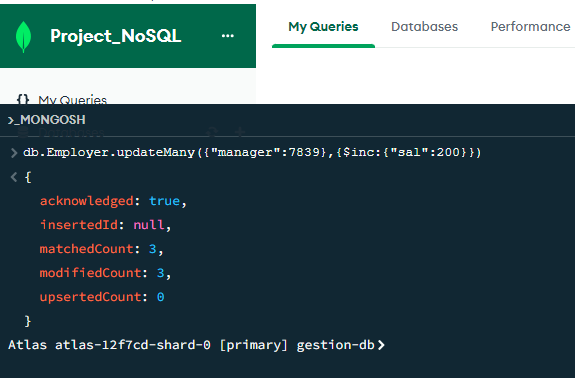 Project_NoSQL ...
My Queries Databases Performance
{} My Queries
>_MONGOSH
> db.Employer.updateMany({"manager":7839},{$inc:{"sal":200}})
< {
acknowledged: true,
insertedId: null,
matchedCount: 3,
modifiedCount: 3,
upsertedCount: 0
}
Atlas atlas-12f7cd-shard-0 [primary] gestion-db>